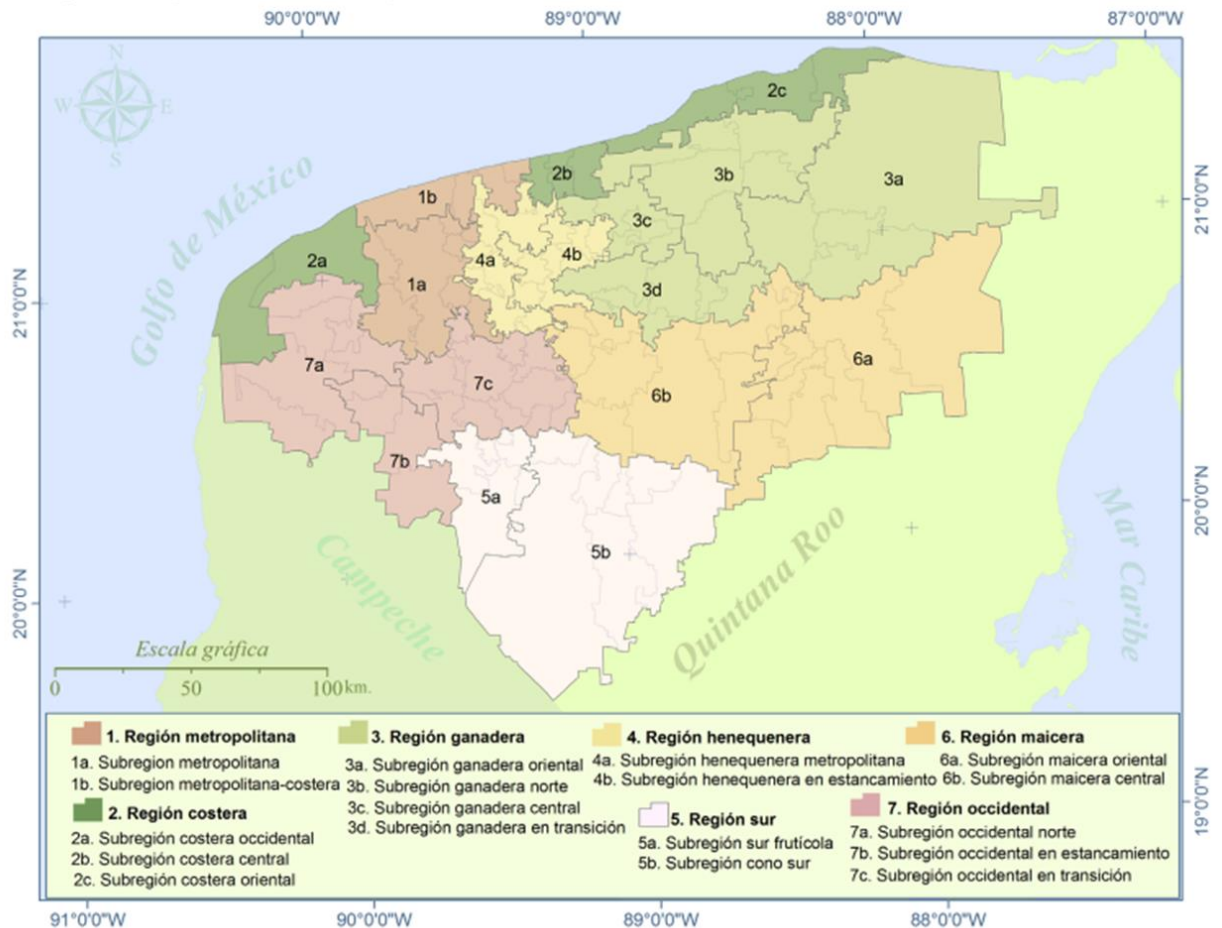 90°0'0"W 89°0'0"W 88°0'0"W 87°0'0"W
N
W E
S
Golfo de México
21°0'0"N
20°0'0"N
21°0'0"N
20°0'0"N
19°0'0"N
2c
2b
3b
3a
1b
3c
4a
4b
2a
1a
3d
7a
7c
6a
6b
7b
5a
5b
Campeche
Quintana Roo
Mar Caribe
Escala gráfica
0 50 100 km.
1. Región metropolitana
1a. Subregion metropolitana
1b. Subregion metropolitana-costera
2. Región costera
2a. Subregión costera occidental
2b. Subregión costera central
2c. Subregión costera oriental
3. Región ganadera
3a. Subregión ganadera oriental
3b. Subregión ganadera norte
3c. Subregión ganadera central
3d. Subregión ganadera en transición
4. Región henequenera
4a. Subregión henequenera metropolitana
4b. Subregión henequenera en estancamiento
5. Región sur
5a. Subregión sur frutícola
5b. Subregión cono sur
6. Región maicera
6a. Subregión maicera oriental
6b. Subregión maicera central
7. Región occidental
7a. Subregión occidental norte
7b. Subregión occidental en estancamiento
7c. Subregión occidental en transición
91°0'0"W 90°0'0"W 89°0'0"W 88°0'0"W